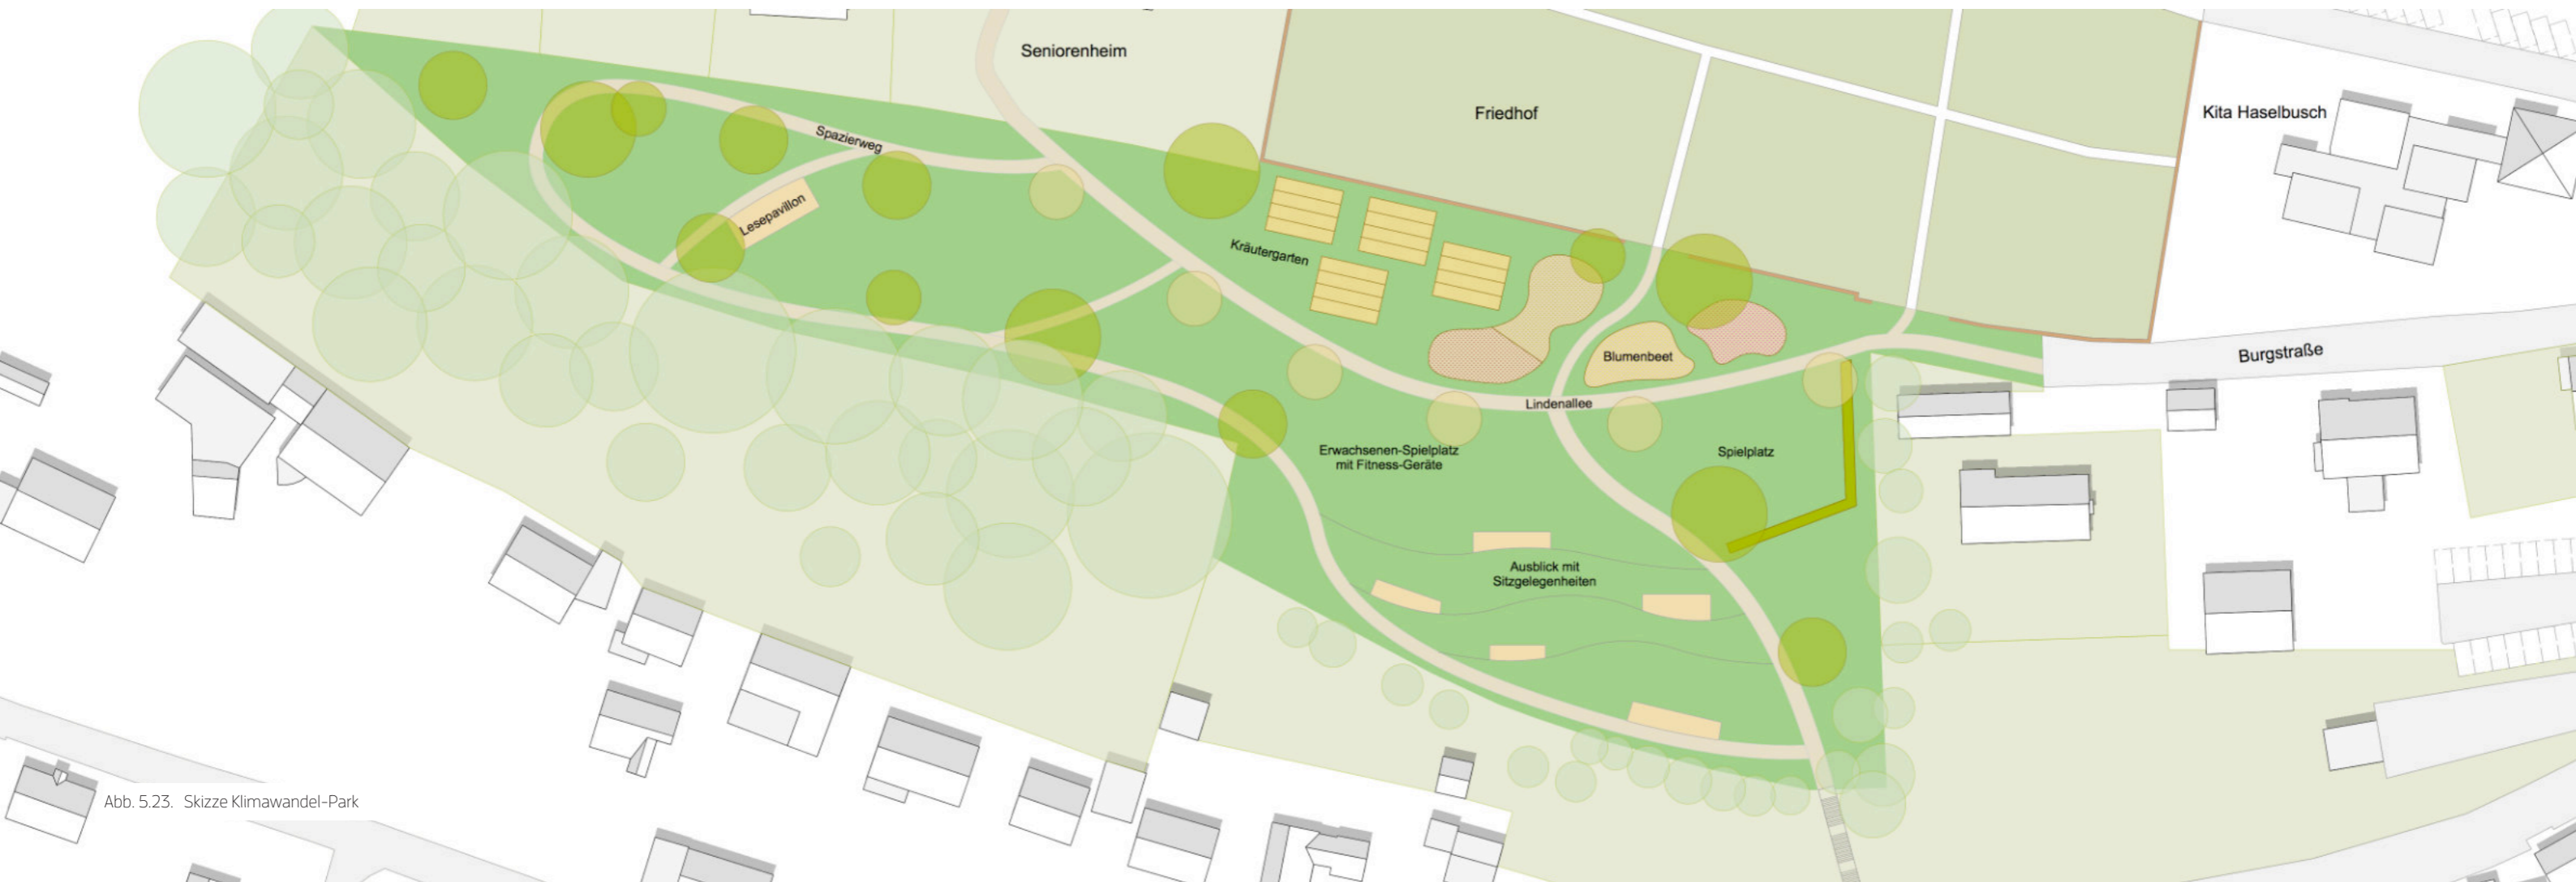 Seniorenheim
Friedhof
Kita Haselbusch
Spazierweg
Lesepavillon
Kräutergarten
Blumenbeet
Burgstraße
Lindenallee
Erwachsenen-Spielplatz
mit Fitness-Geräte
Spielplatz
Ausblick mit
Sitzgelegenheiten
Abb. 5.23. Skizze Klimawandel-Park